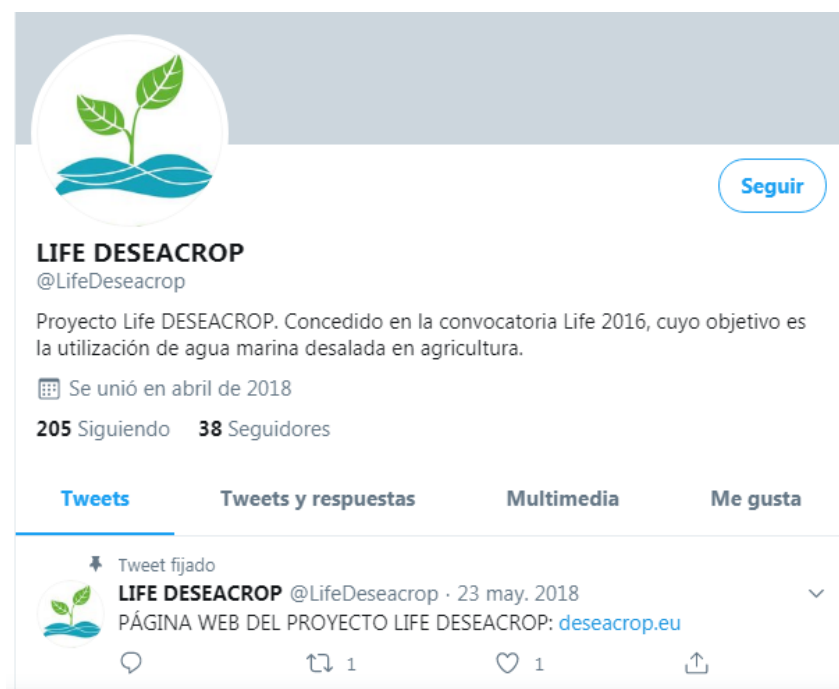 Seguir
LIFE DESEACROP
@LifeDeseacrop
Proyecto Life DESEACROP. Concedido en la convocatoria Life 2016, cuyo objetivo es
la utilización de agua marina desalada en agricultura.
Se unió en abril de 2018
205 Siguiendo 38 Seguidores
Tweets Tweets y respuestas Multimedia Me gusta
Tweet fijado
LIFE DESEACROP @LifeDeseacrop · 23 may. 2018
PÁGINA WEB DEL PROYECTO LIFE DESEACROP: deseacrop.eu
1 1